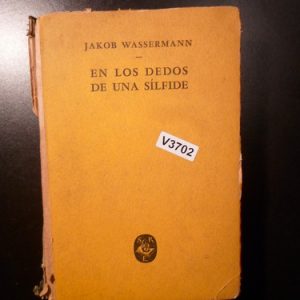 JAKOB WASSERMANN
EN LOS DEDOS
DE UNA SÍLFIDE
V3702